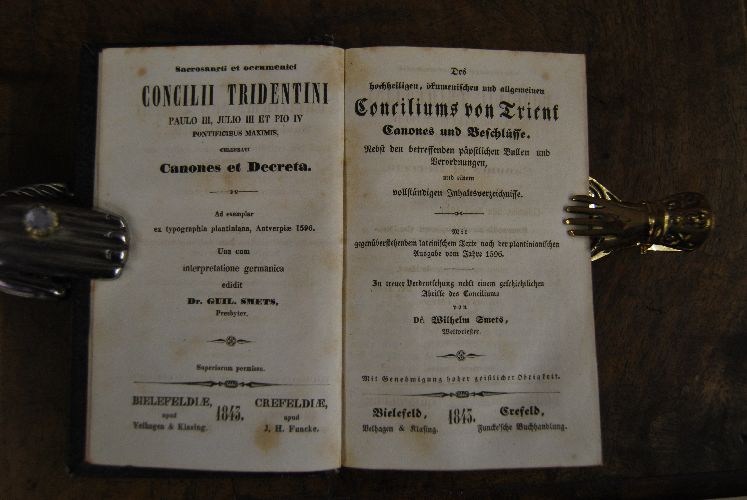 Sacrosancti et oecumenici
CONCILII TRIDENTINI
PAULO III, JULIO III ET PIO IV
PONTIFICIBUS MAXIMIS,
CELEBRATI
Canones et Decreta.
Ad exemplar
ex typographia plantiniana, Antverpiæ 1596.
Una cum
interpretatione germanica
edidit
Dr. GUIL. SMETS,
Presbyter.
Superiorum permissu.
BIELEFELDIÆ,
apud
Velhagen & Klasing.
1843.
CREFELDIÆ,
apud
J. H. Funcke.
Des
hochheiligen, ökumenischen und allgemeinen
Conciliums von Trient
Canones und Beschlüsse.
Nebst den betreffenden päpstlichen Bullen und
Verordnungen,
und einem
vollständigen Inhaltsverzeichnisse.
Mit
gegenüberstehendem lateinischem Texte nach der plantinianischen
Ausgabe vom Jahre 1596.
In treuer Verdeutschung nebst einem geschichtlichen
Abrisse des Conciliums
von
Dr. Wilhelm Smets,
Weltpriester.
Mit Genehmigung hoher geistlicher Obrigkeit.
Bielefeld,
Velhagen & Klasing.
1843.
Crefeld,
Funcke'sche Buchhandlung.